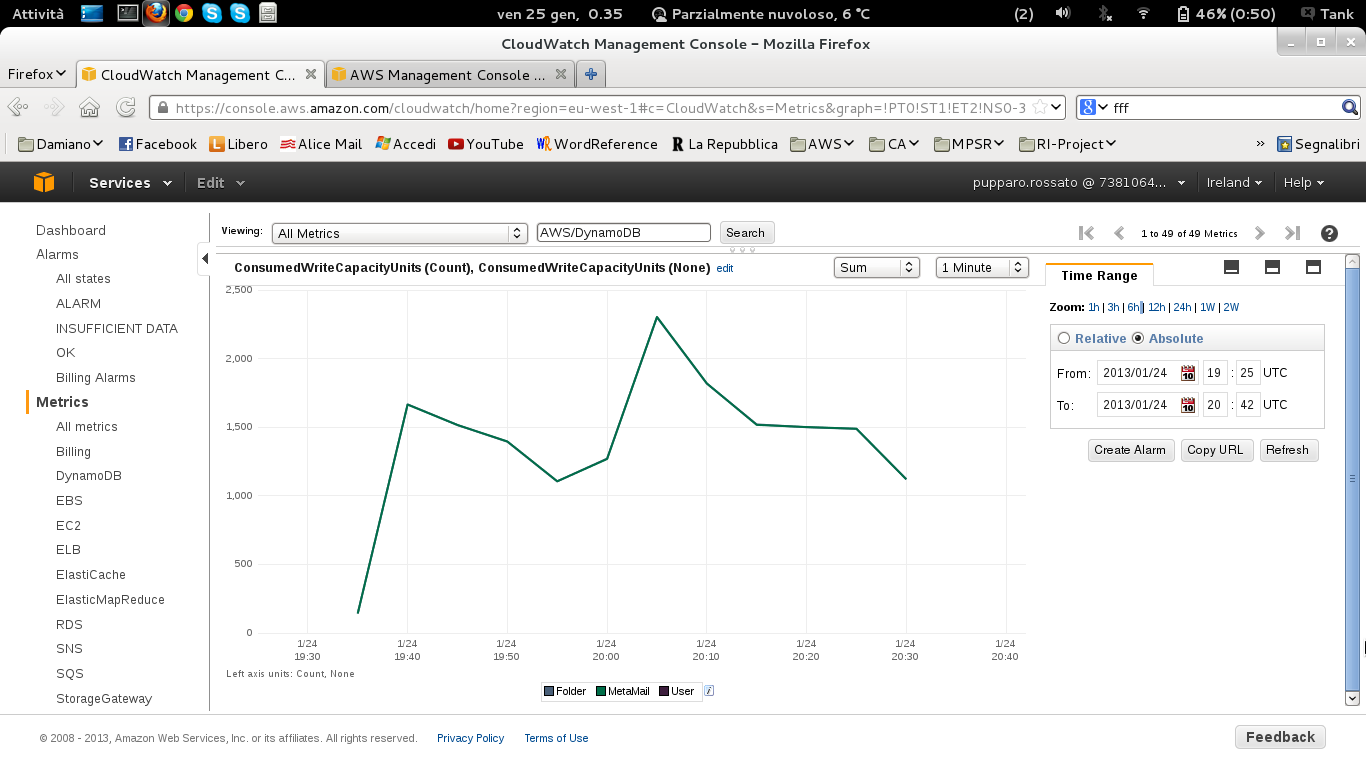 Attività ven 25 gen, 0.35 Parzialmente nuvoloso, 6 °C (2) 46% (0:50) Tank
CloudWatch Management Console - Mozilla Firefox
Firefox CloudWatch Management C... AWS Management Console ...
https://console.aws.amazon.com/cloudwatch/home?region=eu-west-1#c=CloudWatch&s=Metrics&graph=!PT0!ST1!ET2!NS0-3 fff
Damiano Facebook Libero Alice Mail Accedi YouTube WordReference La Repubblica AWS CA MPSR RI-Project » Segnalibri
Services Edit pupparo.rossato @ 7381064... Ireland Help
Dashboard
Alarms
All states
ALARM
INSUFFICIENT DATA
OK
Billing Alarms
Metrics
All metrics
Billing
DynamoDB
EBS
EC2
ELB
ElastiCache
ElasticMapReduce
RDS
SNS
SQS
StorageGateway
Viewing: All Metrics AWS/DynamoDB Search 1 to 49 of 49 Metrics
ConsumedWriteCapacityUnits (Count), ConsumedWriteCapacityUnits (None) edit Sum 1 Minute
2,500
2,000
1,500
1,000
500
0
1/24 1/24 1/24 1/24 1/24 1/24 1/24 1/24
19:30 19:40 19:50 20:00 20:10 20:20 20:30 20:40
Left axis units: Count, None
Folder MetaMail User
Time Range
Zoom: 1h | 3h | 6h | 12h | 24h | 1W | 2W
Relative Absolute
From: 2013/01/24 19 : 25 UTC
To: 2013/01/24 20 : 42 UTC
Create Alarm Copy URL Refresh
© 2008 - 2013, Amazon Web Services, Inc. or its affiliates. All rights reserved. Privacy Policy Terms of Use Feedback